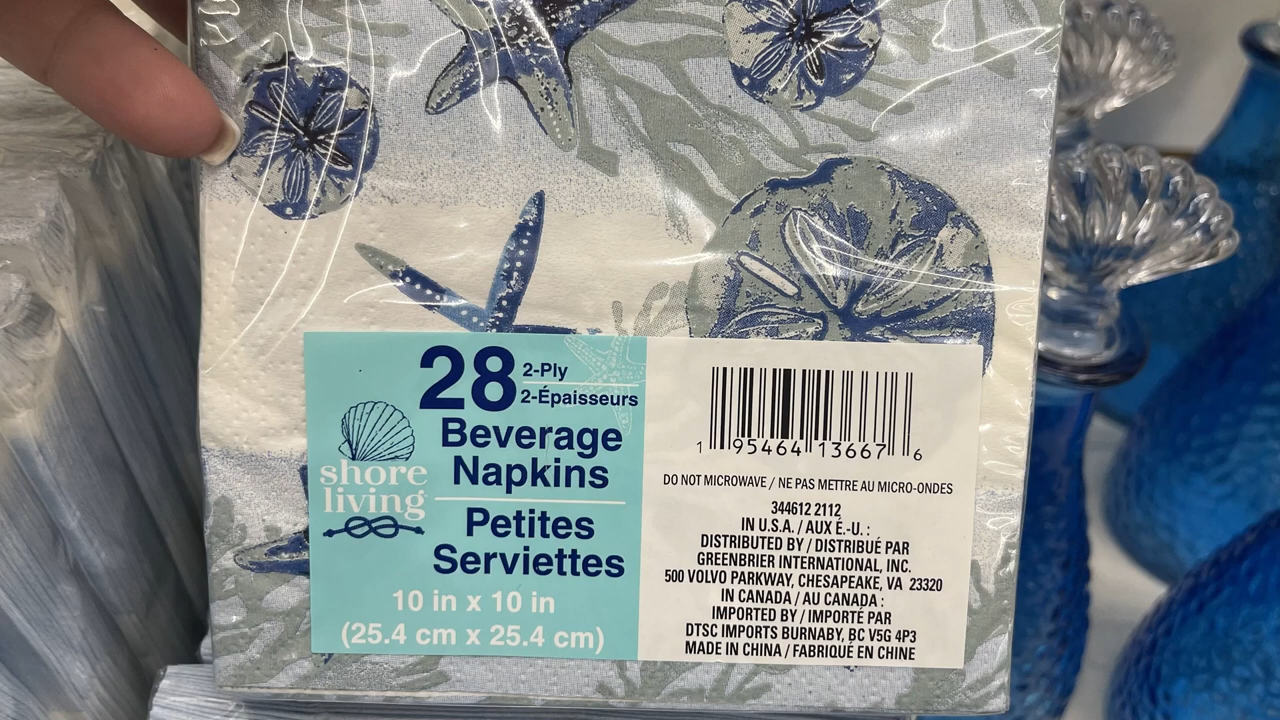 28 2-Ply
2-Épaisseurs
Beverage
Napkins
Petites
Serviettes
10 in x 10 in
(25.4 cm x 25.4 cm)
shore
living
1 95464 13667 6
DO NOT MICROWAVE / NE PAS METTRE AU MICRO-ONDES
344612 2112
IN U.S.A. / AUX É.-U. :
DISTRIBUTED BY / DISTRIBUÉ PAR
GREENBRIER INTERNATIONAL, INC.
500 VOLVO PARKWAY, CHESAPEAKE, VA 23320
IN CANADA / AU CANADA :
IMPORTED BY / IMPORTÉ PAR
DTSC IMPORTS BURNABY, BC V5G 4P3
MADE IN CHINA / FABRIQUÉ EN CHINE